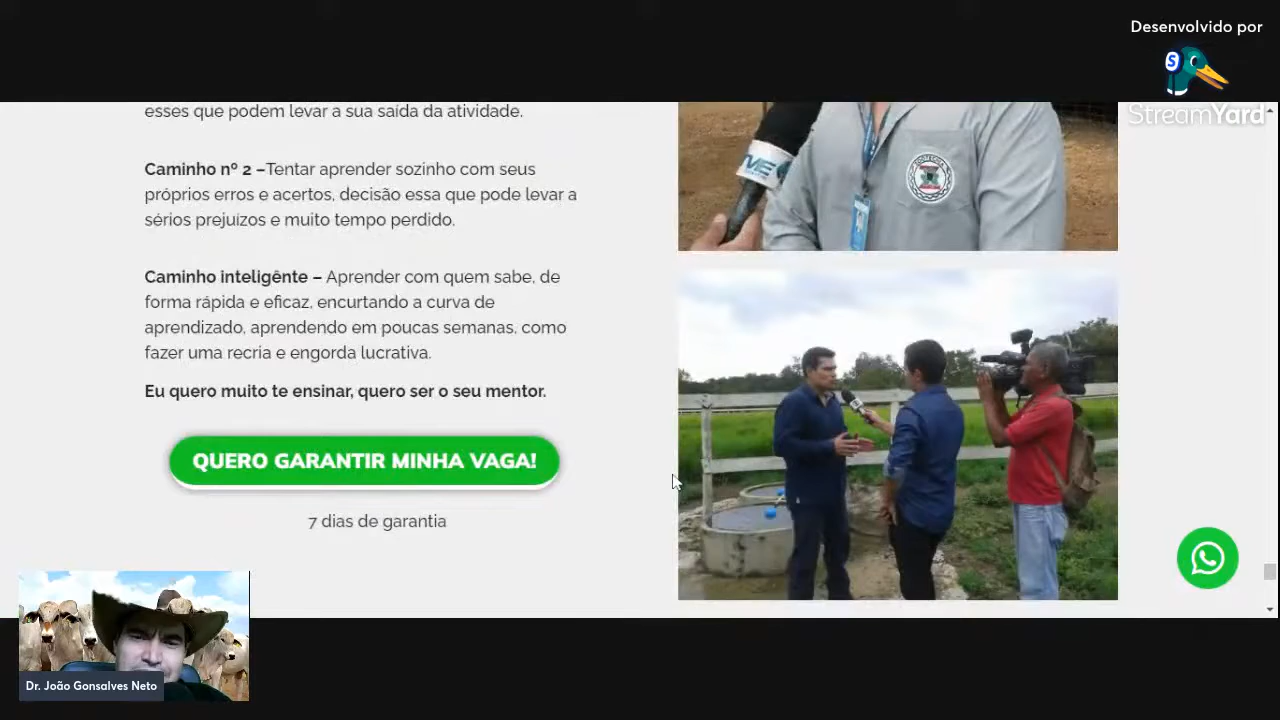 Desenvolvido por
S
StreamYard
esses que podem levar a sua saída da atividade.
Caminho nº 2 –Tentar aprender sozinho com seus
próprios erros e acertos, decisão essa que pode levar a
sérios prejuízos e muito tempo perdido.
Caminho inteligênte – Aprender com quem sabe, de
forma rápida e eficaz, encurtando a curva de
aprendizado, aprendendo em poucas semanas, como
fazer uma recria e engorda lucrativa.
Eu quero muito te ensinar, quero ser o seu mentor.
QUERO GARANTIR MINHA VAGA!
7 dias de garantia
Dr. João Gonsalves Neto